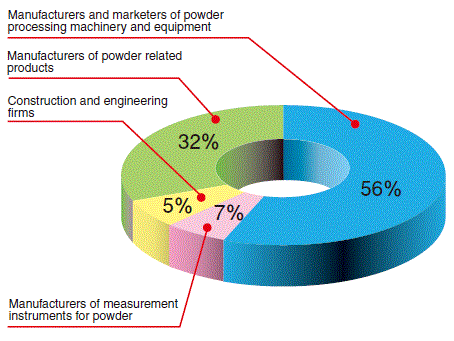 Manufacturers and marketers of powder
processing machinery and equipment
Manufacturers of powder related
products
Construction and engineering
firms
32%
56%
5%
7%
Manufacturers of measurement
instruments for powder